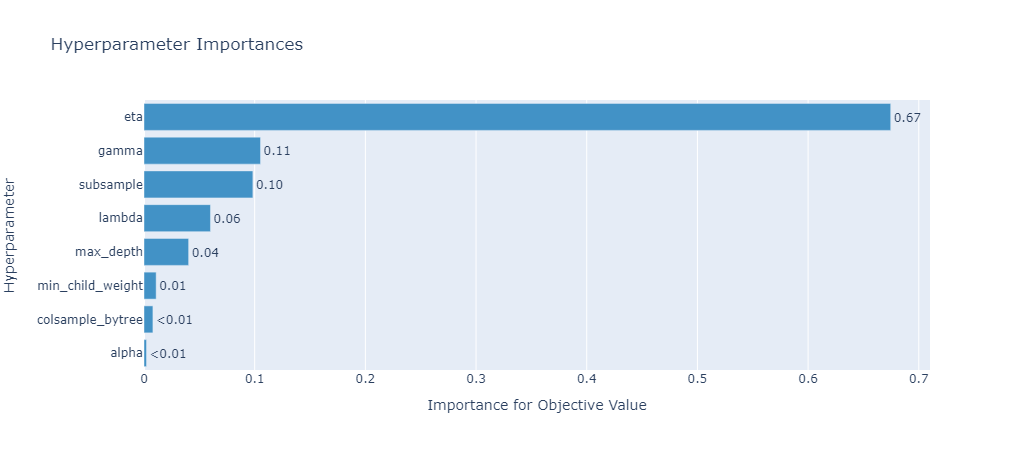 Hyperparameter Importances
Hyperparameter
eta 0.67
gamma 0.11
subsample 0.10
lambda 0.06
max_depth 0.04
min_child_weight 0.01
colsample_bytree <0.01
alpha <0.01
0 0.1 0.2 0.3 0.4 0.5 0.6 0.7
Importance for Objective Value